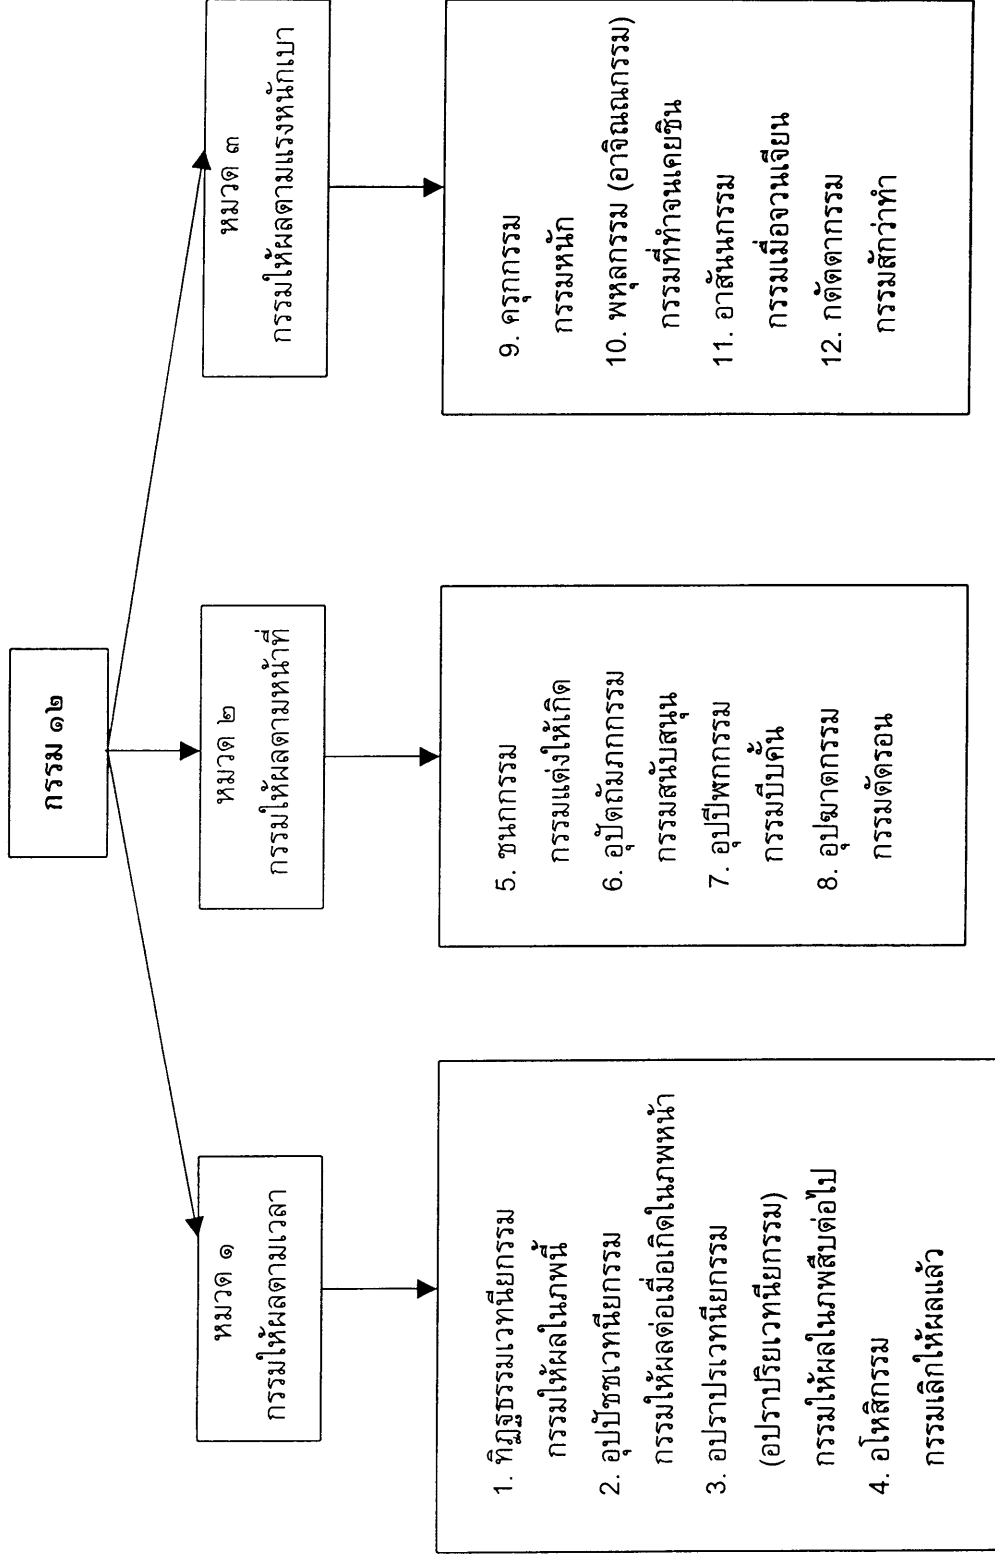 กรรม ๑๒
หมวด ๑
กรรมให้ผลตามเวลา
หมวด ๒
กรรมให้ผลตามหน้าที่
หมวด ๓
กรรมให้ผลตามแรงหนักเบา
1. ทิฏฐธรรมเวทนียกรรม
กรรมให้ผลในภพนี้
2. อุปปัชชเวทนียกรรม
กรรมให้ผลต่อเมื่อเกิดในภพหน้า
3. อปราปรเวทนียกรรม
(อปราปริยเวทนียกรรม)
กรรมให้ผลในภพสืบต่อไป
4. อโหสิกรรม
กรรมเลิกให้ผลแล้ว
5. ชนกกรรม
กรรมแต่งให้เกิด
6. อุปัตถัมภกกรรม
กรรมสนับสนุน
7. อุปปีฬกกรรม
กรรมบีบคั้น
8. อุปฆาตกรรม
กรรมตัดรอน
9. ครุกกรรม
กรรมหนัก
10. พหุลกรรม (อาจิณณกรรม)
กรรมที่ทำจนเคยชิน
11. อาสันนกรรม
กรรมเมื่อจวนเจียน
12. กตัตตากรรม
กรรมสักว่าทำ